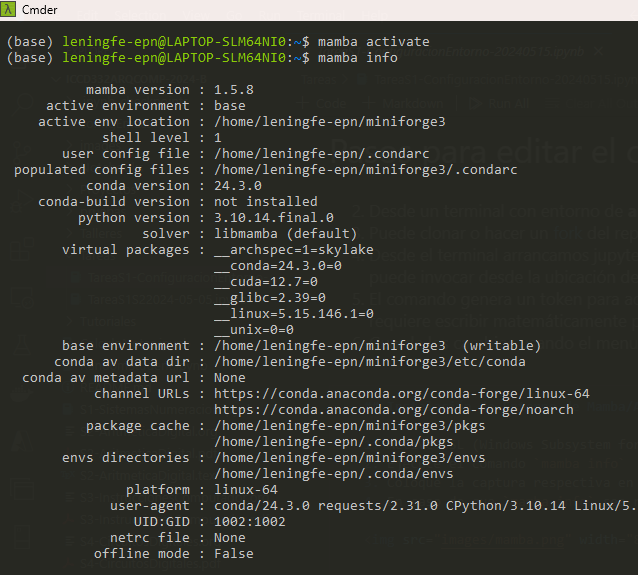 λ Cmder
(base) leningfe-epn@LAPTOP-SLM64NI0:~$ mamba activate
(base) leningfe-epn@LAPTOP-SLM64NI0:~$ mamba info
mamba version : 1.5.8
active environment : base
active env location : /home/leningfe-epn/miniforge3
shell level : 1
user config file : /home/leningfe-epn/.condarc
populated config files : /home/leningfe-epn/miniforge3/.condarc
conda version : 24.3.0
conda-build version : not installed
python version : 3.10.14.final.0
solver : libmamba (default)
virtual packages : __archspec=1=skylake
__conda=24.3.0=0
__cuda=12.7=0
__glibc=2.39=0
__linux=5.15.146.1=0
__unix=0=0
base environment : /home/leningfe-epn/miniforge3  (writable)
conda av data dir : /home/leningfe-epn/miniforge3/etc/conda
conda av metadata url : None
channel URLs : https://conda.anaconda.org/conda-forge/linux-64
https://conda.anaconda.org/conda-forge/noarch
package cache : /home/leningfe-epn/miniforge3/pkgs
/home/leningfe-epn/.conda/pkgs
envs directories : /home/leningfe-epn/miniforge3/envs
/home/leningfe-epn/.conda/envs
platform : linux-64
user-agent : conda/24.3.0 requests/2.31.0 CPython/3.10.14 Linux/5.
UID:GID : 1002:1002
netrc file : None
offline mode : False